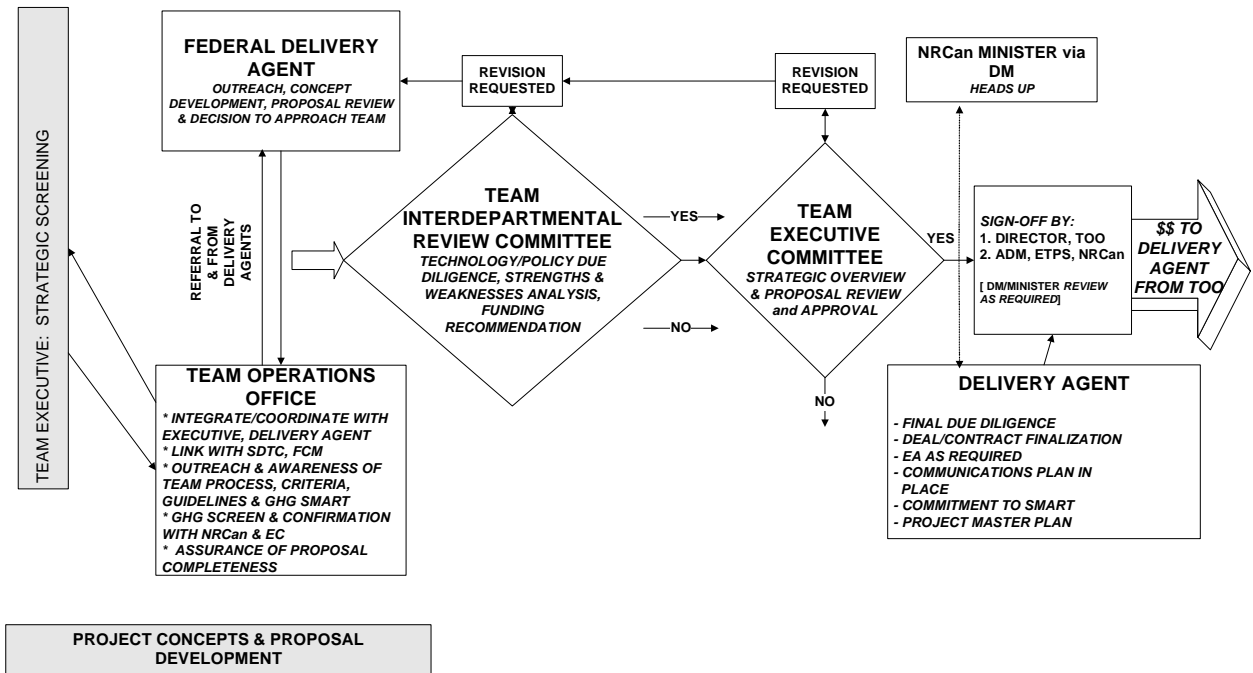 TEAM EXECUTIVE: STRATEGIC SCREENING
FEDERAL DELIVERY
AGENT
OUTREACH, CONCEPT
DEVELOPMENT, PROPOSAL REVIEW
& DECISION TO APPROACH TEAM
REVISION
REQUESTED
REVISION
REQUESTED
NRCan MINISTER via
DM
HEADS UP
REFERRAL TO
& FROM
DELIVERY
AGENTS
TEAM
INTERDEPARTMENTAL
REVIEW COMMITTEE
TECHNOLOGY/POLICY DUE
DILIGENCE, STRENGTHS &
WEAKNESSES ANALYSIS,
FUNDING
RECOMMENDATION
YES
NO
TEAM
EXECUTIVE
COMMITTEE
STRATEGIC OVERVIEW
& PROPOSAL REVIEW
and APPROVAL
YES
NO
SIGN-OFF BY:
1. DIRECTOR, TOO
2. ADM, ETPS, NRCan
[ DM/MINISTER REVIEW
AS REQUIRED]
$$ TO
DELIVERY
AGENT
FROM TOO
TEAM OPERATIONS
OFFICE
* INTEGRATE/COORDINATE WITH
EXECUTIVE, DELIVERY AGENT
* LINK WITH SDTC, FCM
* OUTREACH & AWARENESS OF
TEAM PROCESS, CRITERIA,
GUIDELINES & GHG SMART
* GHG SCREEN & CONFIRMATION
WITH NRCan & EC
* ASSURANCE OF PROPOSAL
COMPLETENESS
DELIVERY AGENT
- FINAL DUE DILIGENCE
- DEAL/CONTRACT FINALIZATION
- EA AS REQUIRED
- COMMUNICATIONS PLAN IN
PLACE
- COMMITMENT TO SMART
- PROJECT MASTER PLAN
PROJECT CONCEPTS & PROPOSAL
DEVELOPMENT